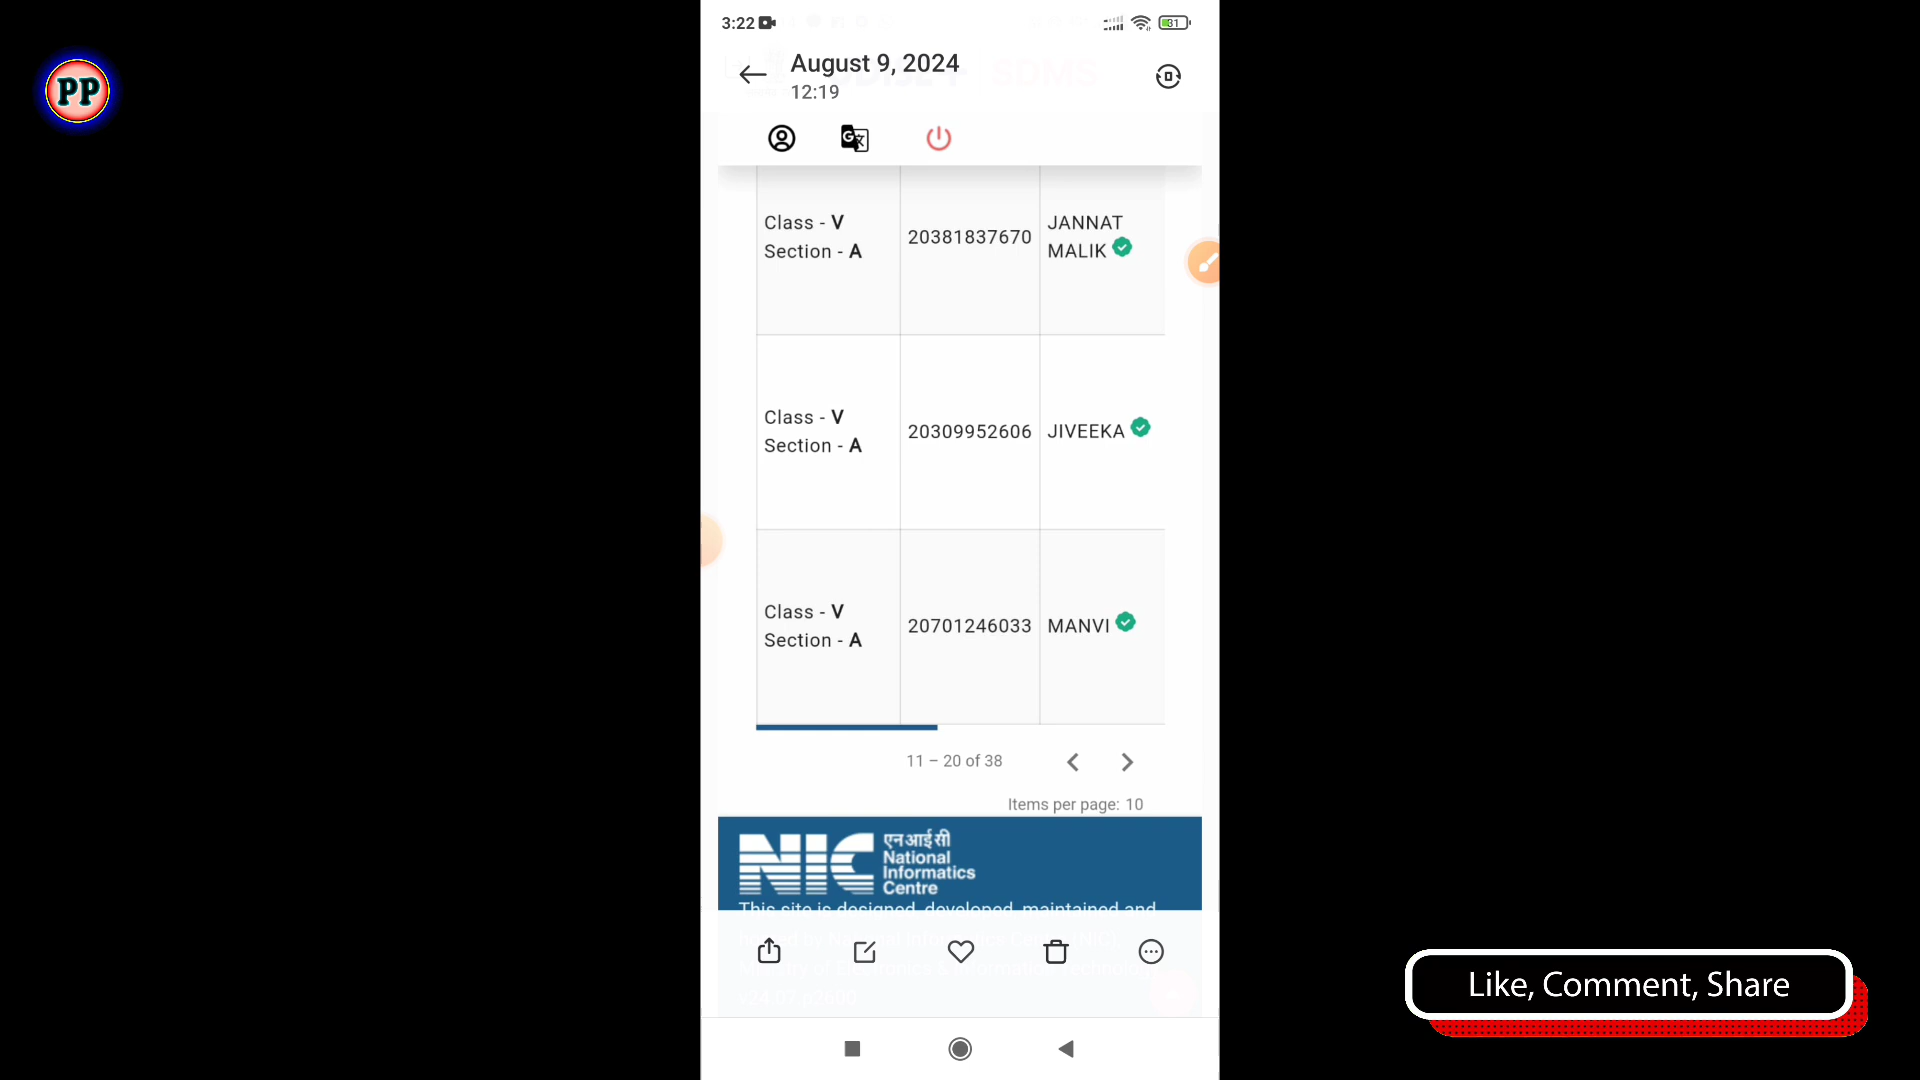 3:22
31
PP
August 9, 2024
12:19
SDMS
Class - V
Section - A
20381837670
JANNAT
MALIK
Class - V
Section - A
20309952606
JIVEEKA
Class - V
Section - A
20701246033
MANVI
11 – 20 of 38
Items per page: 10
NIC
एनआईसी
National
Informatics
Centre
This site is designed, developed, maintained and
Like, Comment, Share